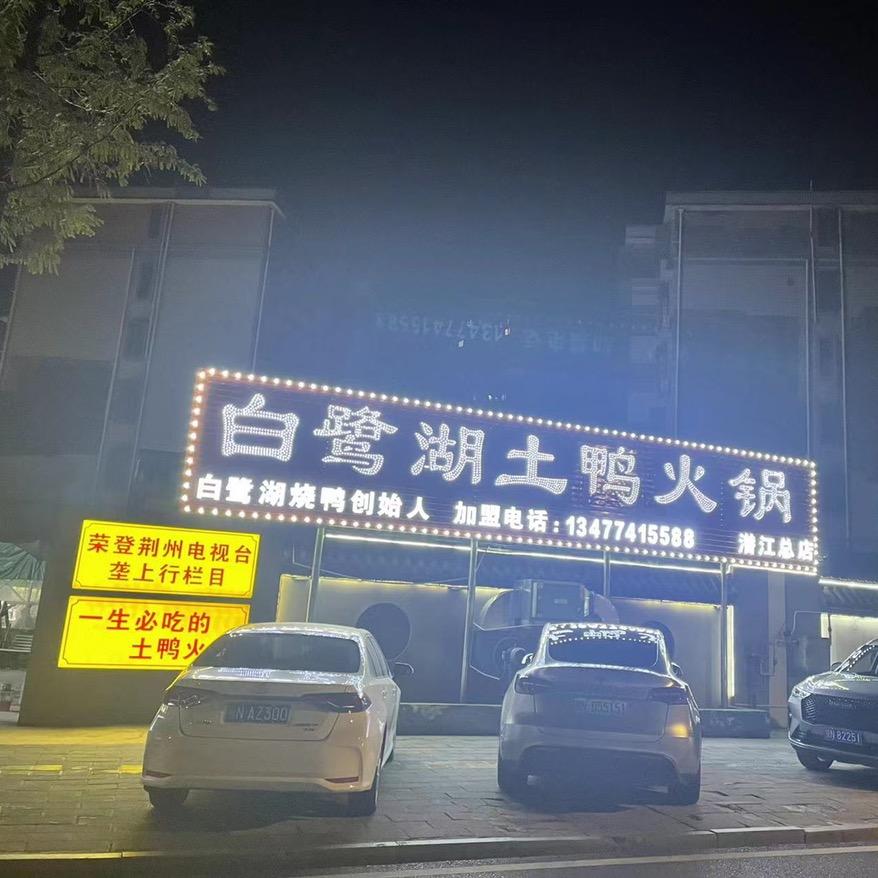 白鹭湖土鸭火锅
白鹭湖烧鸭创始人 加盟电话:13477415588 潜江总店
荣登荆州电视台
垄上行栏目
一生必吃的
土鸭火
NAZ300
N 8225